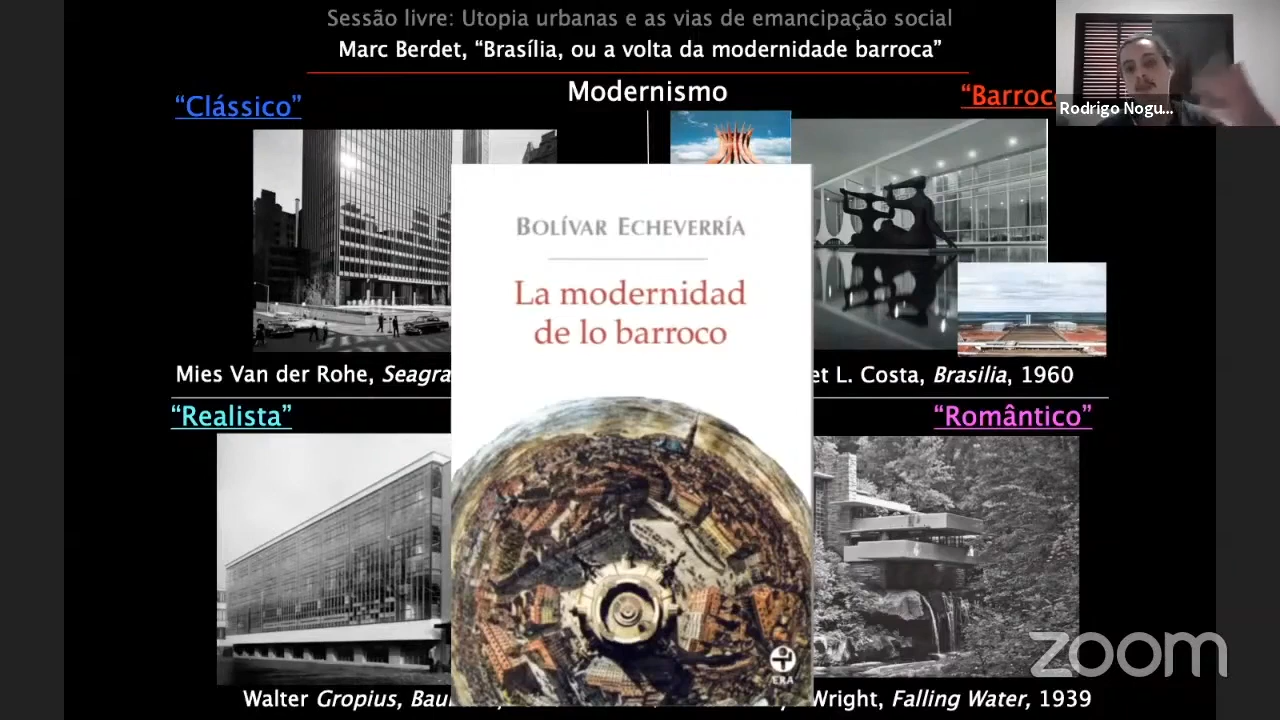 Sessão livre: Utopia urbanas e as vias de emancipação social
Marc Berdet, “Brasília, ou a volta da modernidade barroca”
Modernismo
“Clássico”
“Barroc
Rodrigo Nogu...
BOLÍVAR ECHEVERRÍA
La modernidad
de lo barroco
Mies Van der Rohe, Seagra
et L. Costa, Brasilia, 1960
“Realista”
“Romântico”
ERA
zoom
Walter Gropius, Bau
Wright, Falling Water, 1939